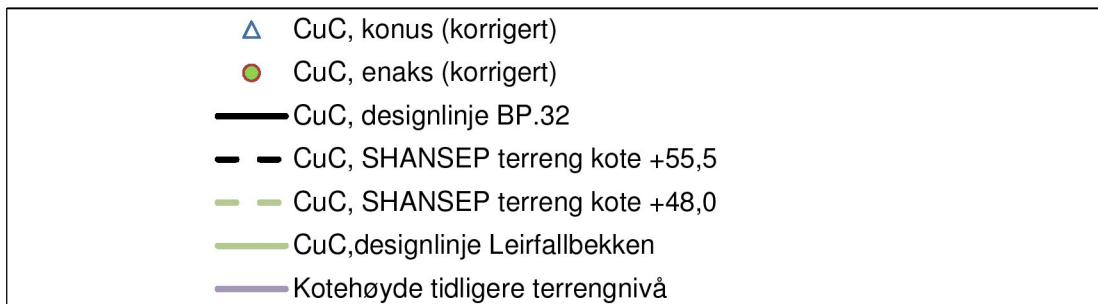 CuC, konus (korrigert)
CuC, enaks (korrigert)
CuC, designlinje BP.32
CuC, SHANSEP terreng kote +55,5
CuC, SHANSEP terreng kote +48,0
CuC,designlinje Leirfallbekken
Kotehøyde tidligere terrengnivå